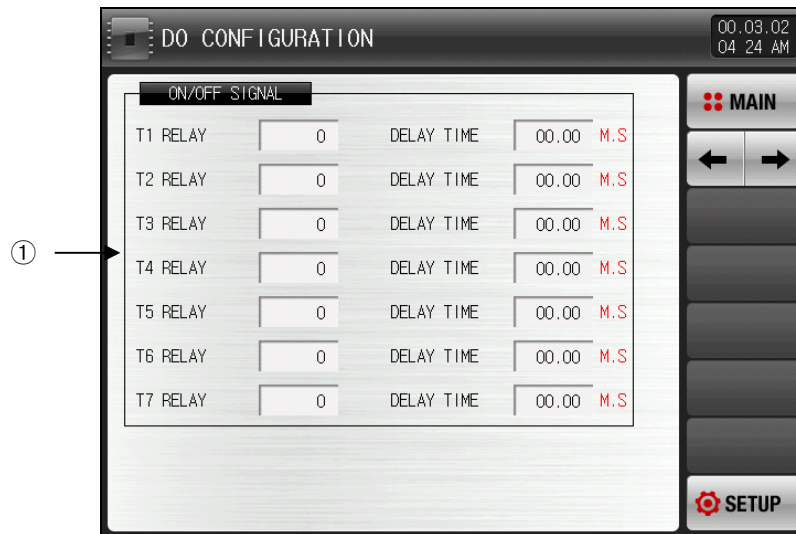 DO CONFIGURATION
00.03.02
04 24 AM
ON/OFF SIGNAL
T1 RELAY 0 DELAY TIME 00.00 M.S
T2 RELAY 0 DELAY TIME 00.00 M.S
T3 RELAY 0 DELAY TIME 00.00 M.S
T4 RELAY 0 DELAY TIME 00.00 M.S
T5 RELAY 0 DELAY TIME 00.00 M.S
T6 RELAY 0 DELAY TIME 00.00 M.S
T7 RELAY 0 DELAY TIME 00.00 M.S
MAIN
SETUP
①